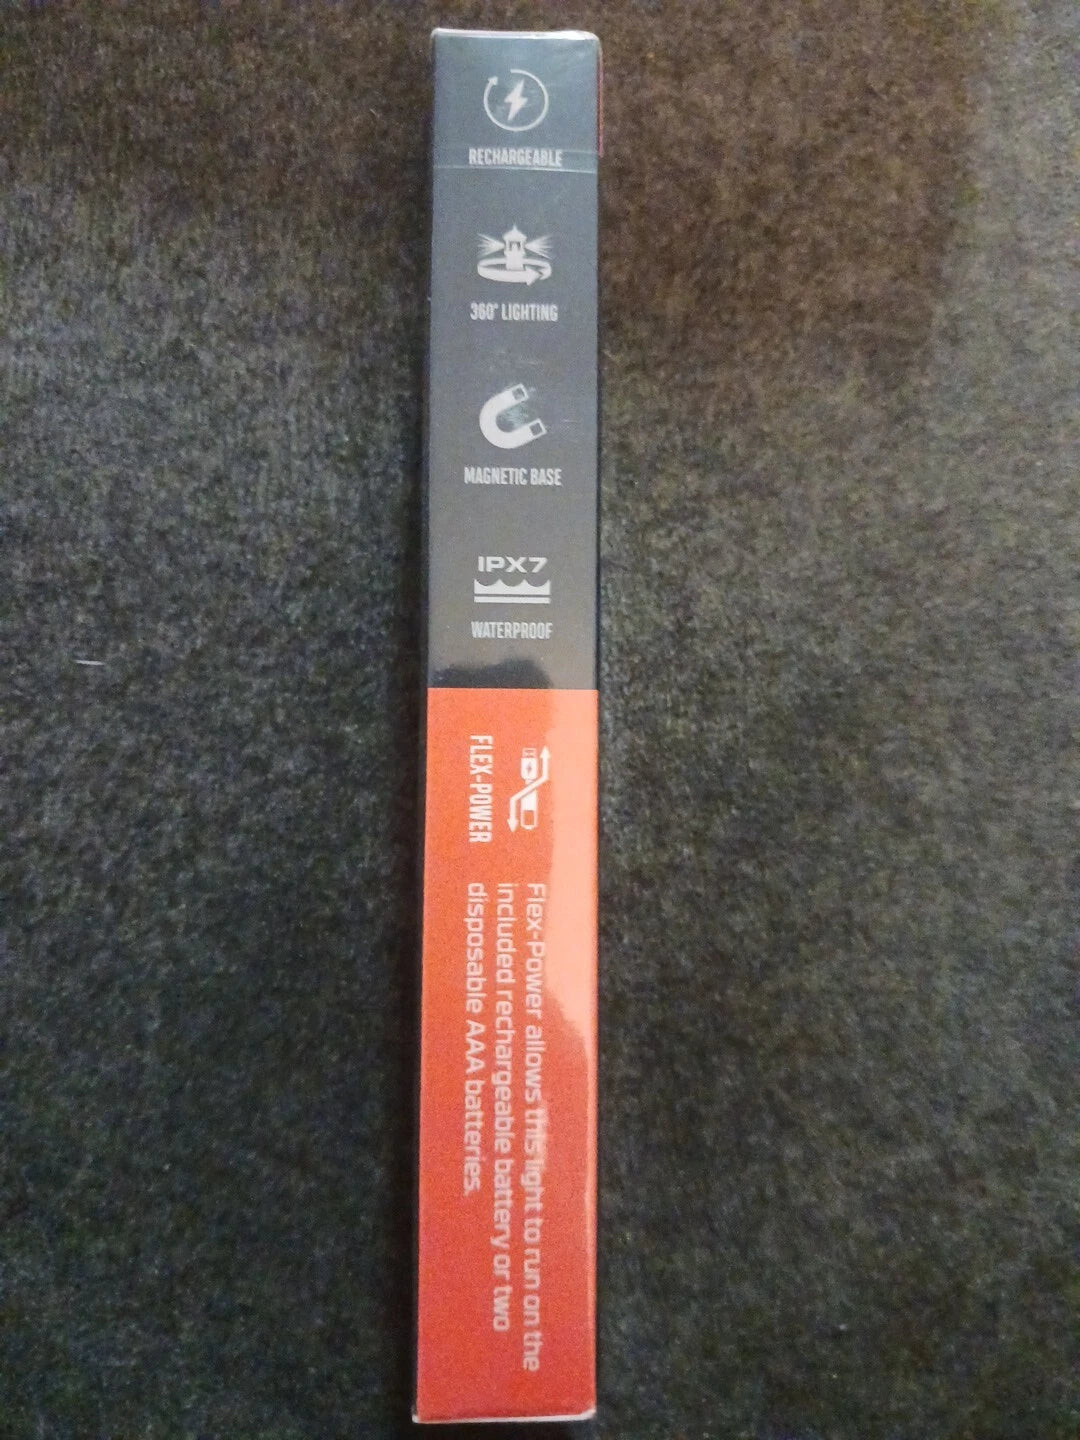 RECHARGEABLE
360° LIGHTING
MAGNETIC BASE
IPX7
WATERPROOF
FLEX-POWER
Flex-Power allows this light to run on the
included rechargeable battery or two
disposable AAA batteries.